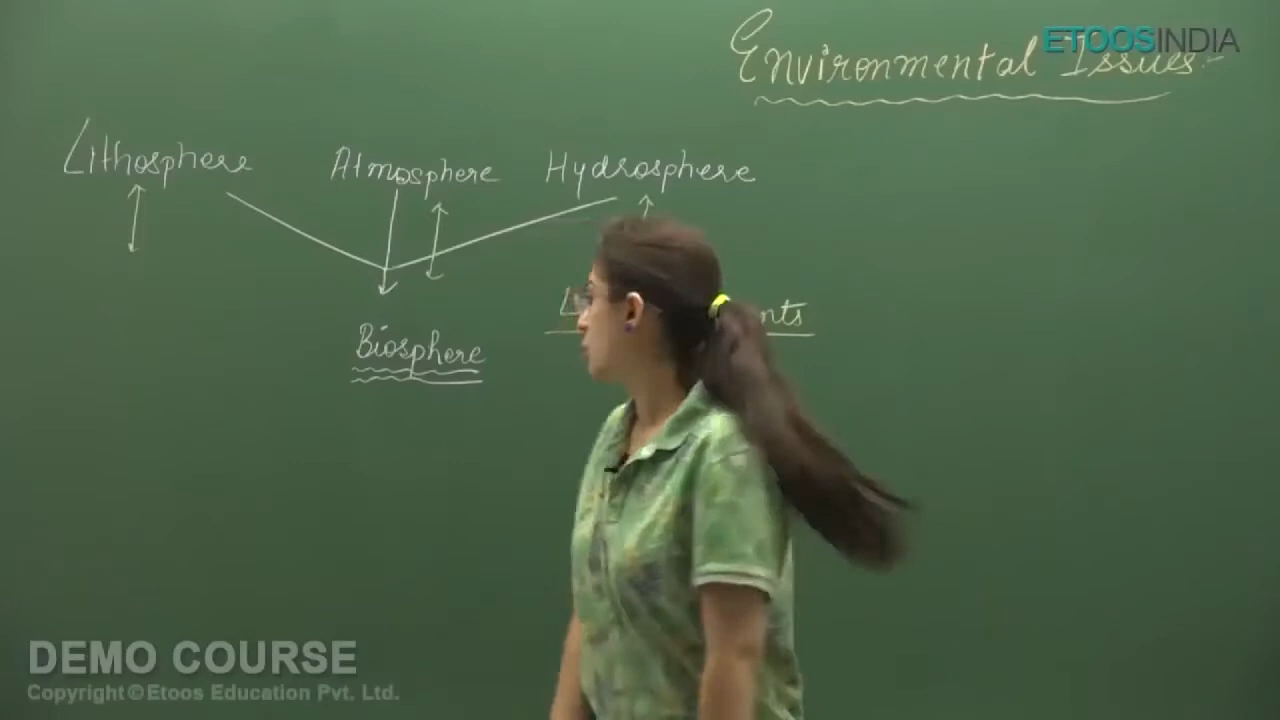 ETOOSINDIA
Environmental Issues:-
Lithosphere Atmosphere Hydrosphere
Biosphere
DEMO COURSE
Copyright©Etoos Education Pvt. Ltd.